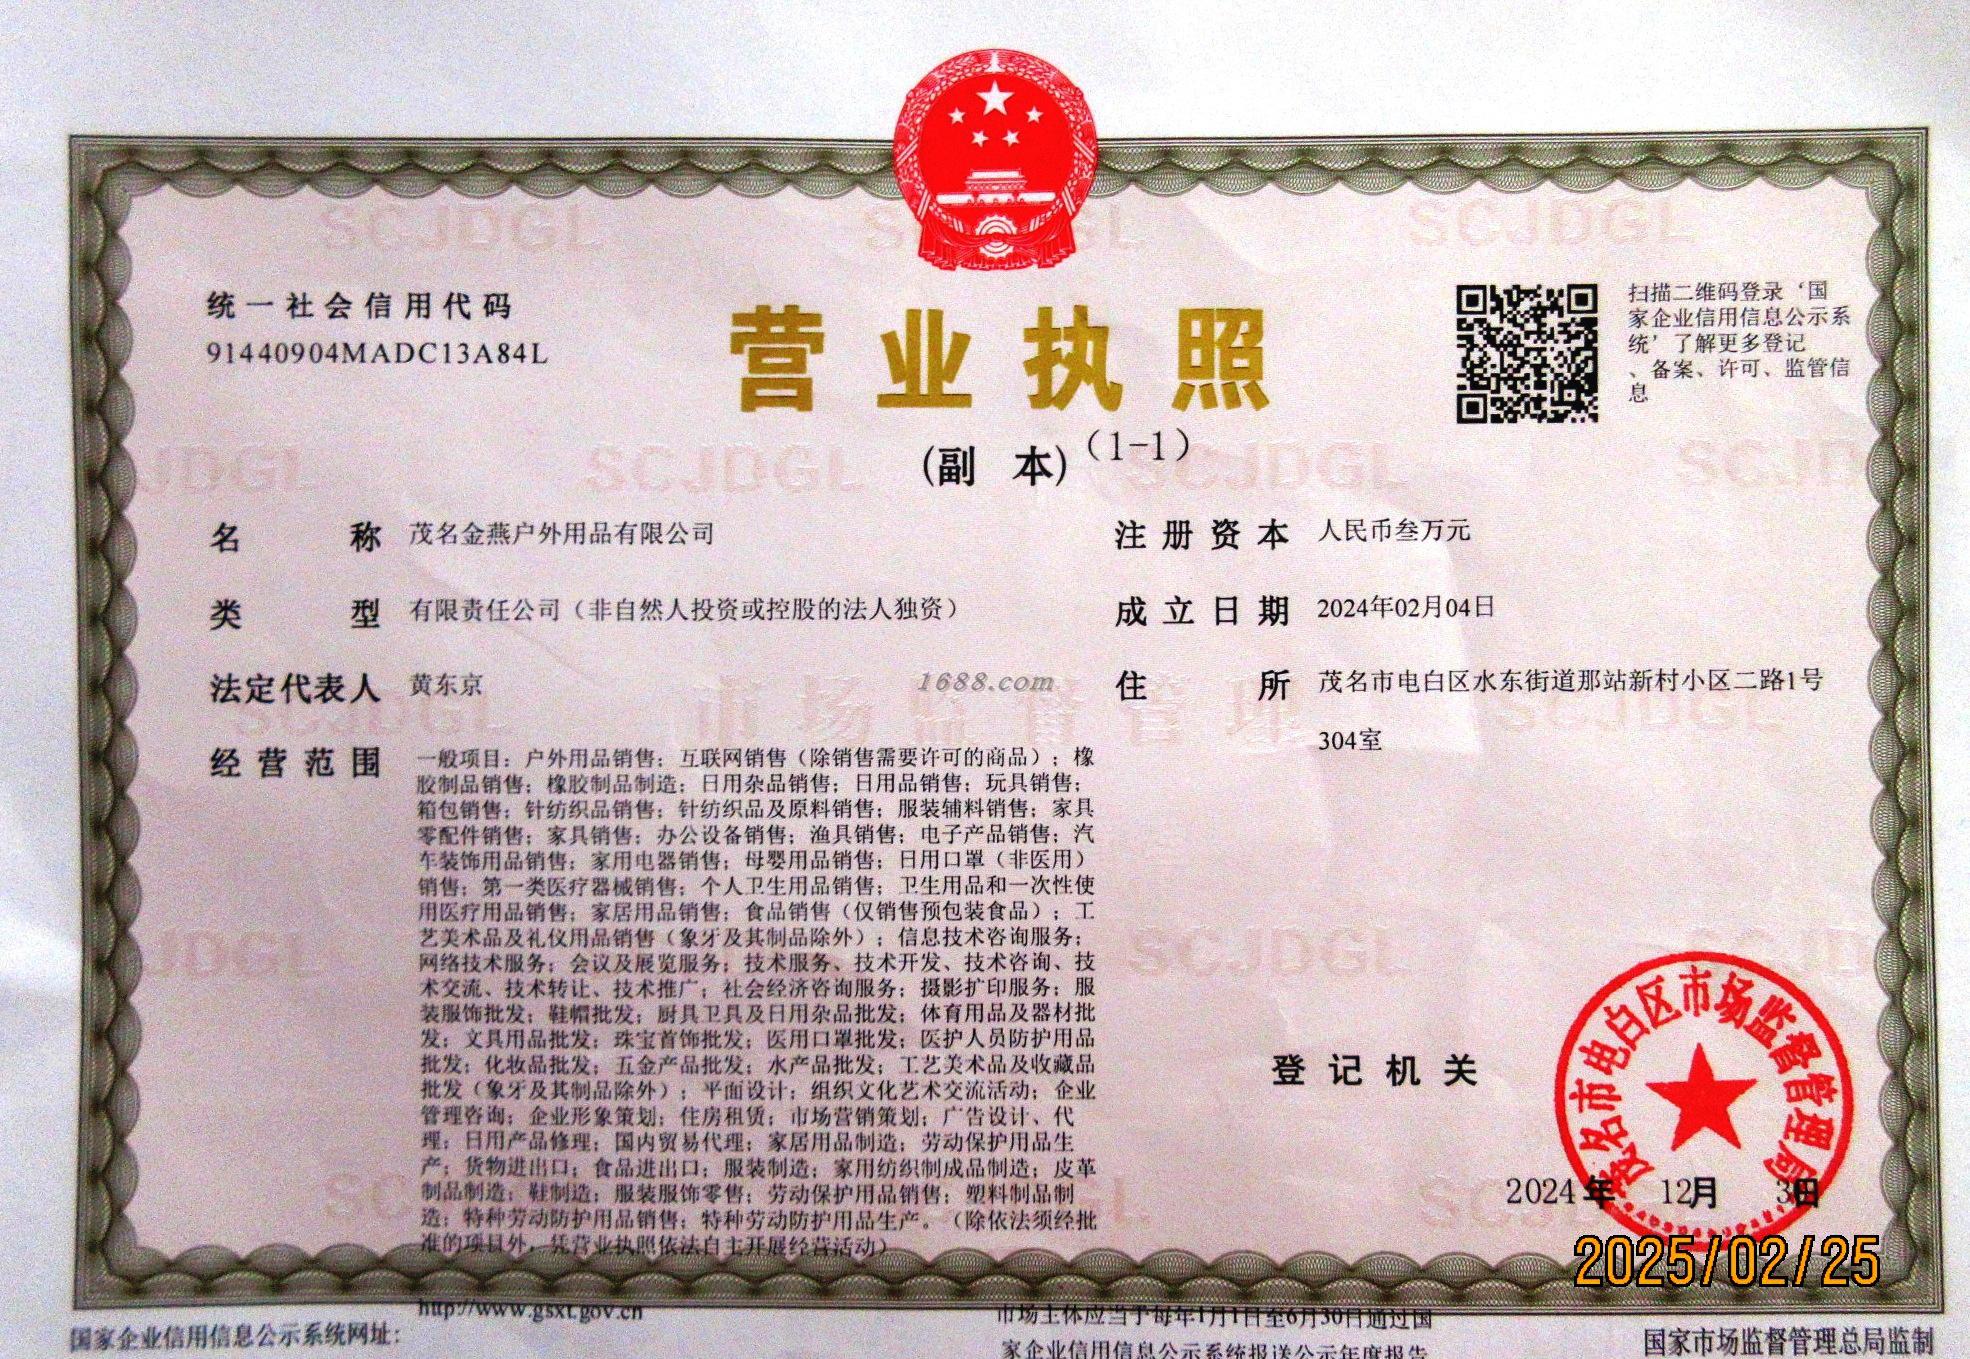 统一社会信用代码
91440904MADC13A84L
营业执照
(副 本)(1-1)
扫描二维码登录‘国
家企业信用信息公示系
统’了解更多登记
、备案、许可、监管信
息
名 称 茂名金燕户外用品有限公司
类 型 有限责任公司（非自然人投资或控股的法人独资）
法定代表人 黄东京
1688.com
经营范围 一般项目：户外用品销售；互联网销售（除销售需要许可的商品）；橡
胶制品销售；橡胶制品制造；日用杂品销售；日用品销售；玩具销售；
箱包销售；针纺织品销售；针纺织品及原料销售；服装辅料销售；家具
零配件销售；家具销售；办公设备销售；渔具销售；电子产品销售；汽
车装饰用品销售；家用电器销售；母婴用品销售；日用口罩（非医用）
销售；第一类医疗器械销售；个人卫生用品销售；卫生用品和一次性使
用医疗用品销售；家居用品销售；食品销售（仅销售预包装食品）；工
艺美术品及礼仪用品销售（象牙及其制品除外）；信息技术咨询服务；
网络技术服务；会议及展览服务；技术服务、技术开发、技术咨询、技
术交流、技术转让、技术推广；社会经济咨询服务；摄影扩印服务；服
装服饰批发；鞋帽批发；厨具卫具及日用杂品批发；体育用品及器材批
发；文具用品批发；珠宝首饰批发；医用口罩批发；医护人员防护用品
批发；化妆品批发；五金产品批发；水产品批发；工艺美术品及收藏品
批发（象牙及其制品除外）；平面设计；组织文化艺术交流活动；企业
管理咨询；企业形象策划；住房租赁；市场营销策划；广告设计、代
理；日用产品修理；国内贸易代理；家居用品制造；劳动保护用品生
产；货物进出口；食品进出口；服装制造；家用纺织制成品制造；皮革
制品制造；鞋制造；服装服饰零售；劳动保护用品销售；塑料制品制
造；特种劳动防护用品销售；特种劳动防护用品生产。（除依法须经批
准的项目外，凭营业执照依法自主开展经营活动）
注册资本 人民币叁万元
成立日期 2024年02月04日
住 所 茂名市电白区水东街道那站新村小区二路1号
304室
登记机关
茂名市电白区市场监督管理局
2024年 12月 3日
2025/02/25
国家企业信用信息公示系统网址：
http://www.gsxt.gov.cn
市场主体应当于每年1月1日至6月30日通过国
家企业信用信息公示系统报送公示年度报告
国家市场监督管理总局监制